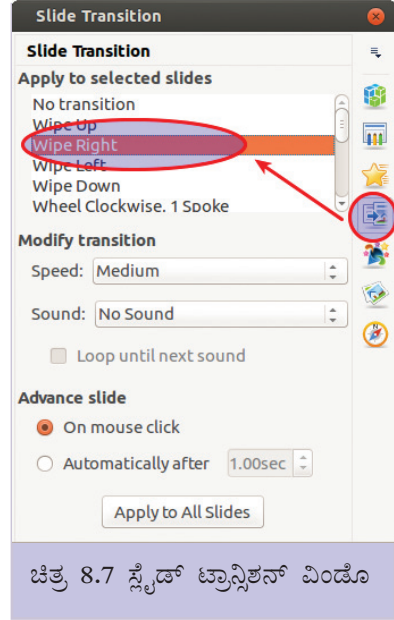 Slide Transition
Slide Transition
Apply to selected slides
No transition
Wipe Up
Wipe Right
Wipe Left
Wipe Down
Wheel Clockwise. 1 Spoke
Modify transition
Speed: Medium
Sound: No Sound
Loop until next sound
Advance slide
On mouse click
Automatically after 1.00sec
Apply to All Slides
ಚಿತ್ರ 8.7 ಸ್ಲೈಡ್ ಟ್ರಾನ್ಸಿಶನ್ ವಿಂಡೊ